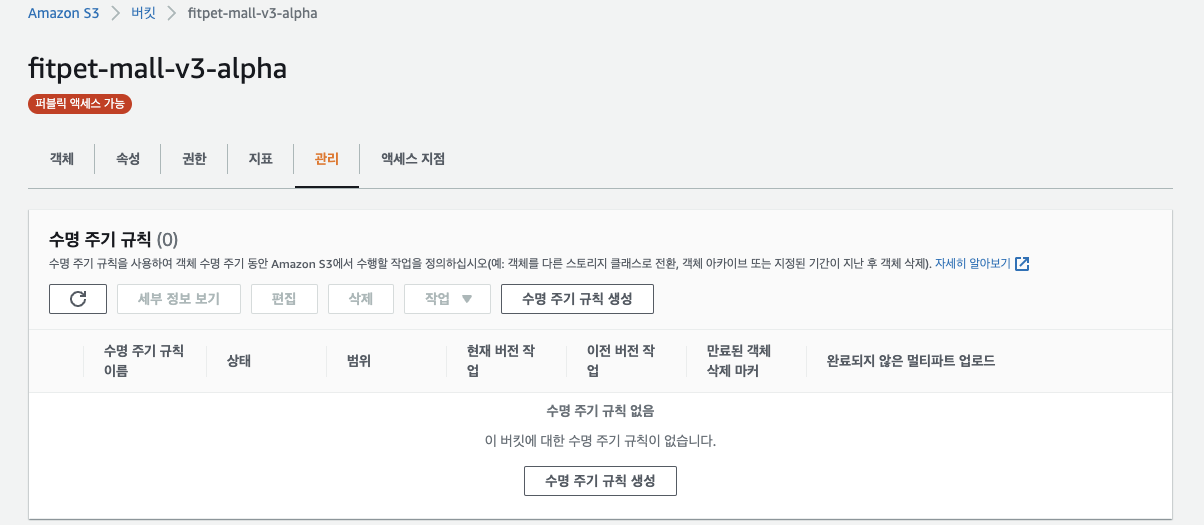 Amazon S3 > 버킷 > fitpet-mall-v3-alpha
fitpet-mall-v3-alpha
퍼블릭 액세스 가능
객체 속성 권한 지표 관리 액세스 지점
수명 주기 규칙 (0)
수명 주기 규칙을 사용하여 객체 수명 주기 동안 Amazon S3에서 수행할 작업을 정의하십시오(예: 객체를 다른 스토리지 클래스로 전환, 객체 아카이브 또는 지정된 기간이 지난 후 객체 삭제). 자세히 알아보기
세부 정보 보기 편집 삭제 작업 수명 주기 규칙 생성
수명 주기 규칙 이름 상태 범위 현재 버전 작업 이전 버전 작업 만료된 객체 삭제 마커 완료되지 않은 멀티파트 업로드
수명 주기 규칙 없음
이 버킷에 대한 수명 주기 규칙이 없습니다.
수명 주기 규칙 생성